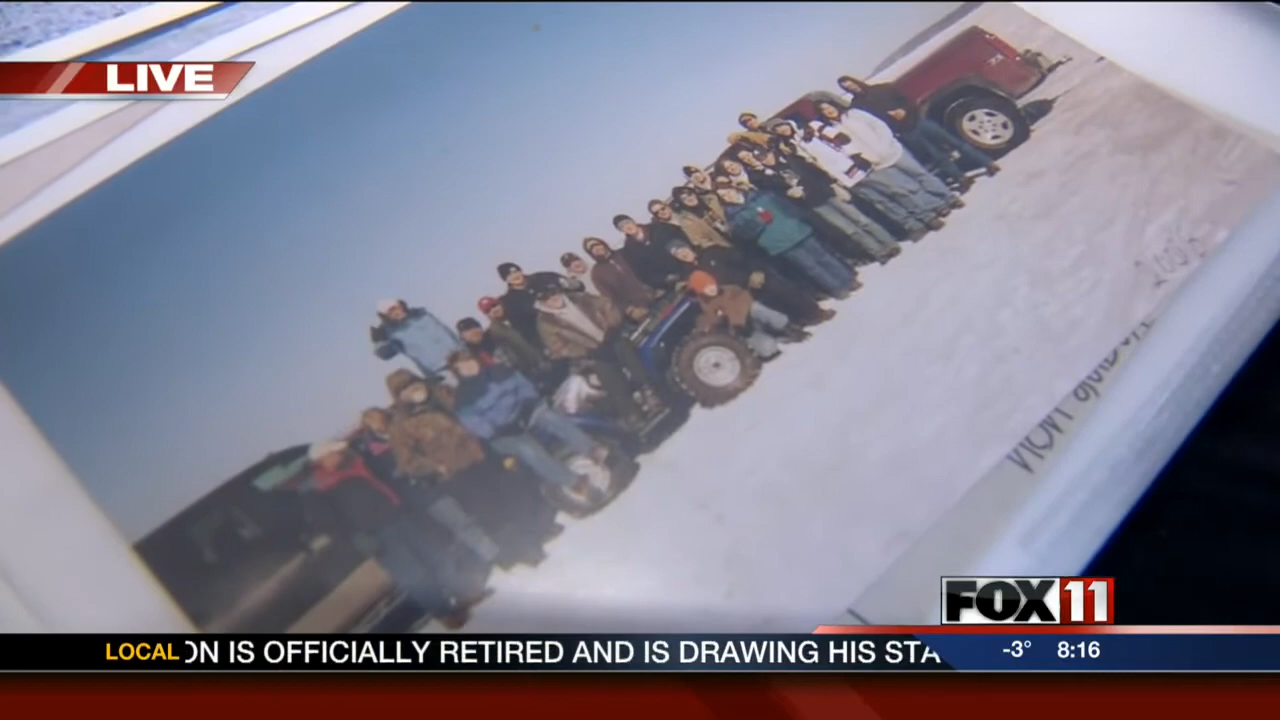 LIVE
FOX 11
LOCAL ON IS OFFICIALLY RETIRED AND IS DRAWING HIS STA
-3° 8:16